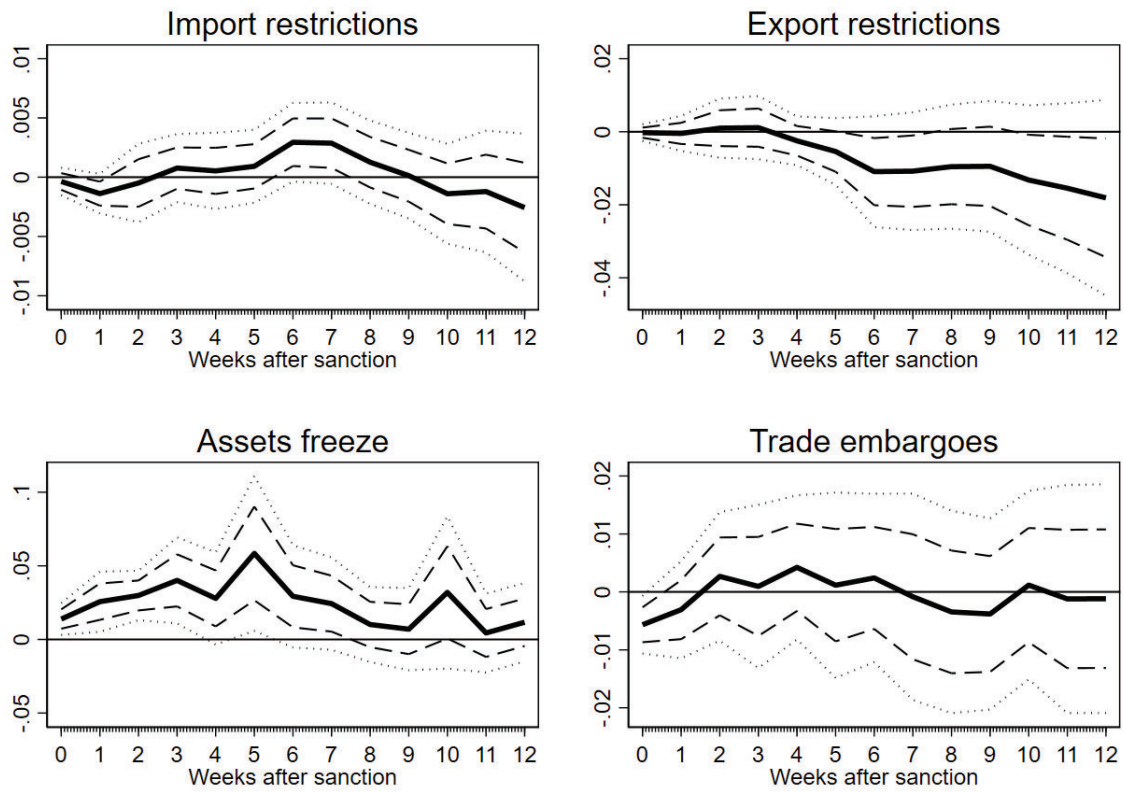 Import restrictions
.01
.005
0
-.005
-.01
0 1 2 3 4 5 6 7 8 9 10 11 12
Weeks after sanction
Export restrictions
.02
0
-.02
-.04
0 1 2 3 4 5 6 7 8 9 10 11 12
Weeks after sanction
Assets freeze
.1
.05
0
-.05
0 1 2 3 4 5 6 7 8 9 10 11 12
Weeks after sanction
Trade embargoes
.02
.01
0
-.01
-.02
0 1 2 3 4 5 6 7 8 9 10 11 12
Weeks after sanction